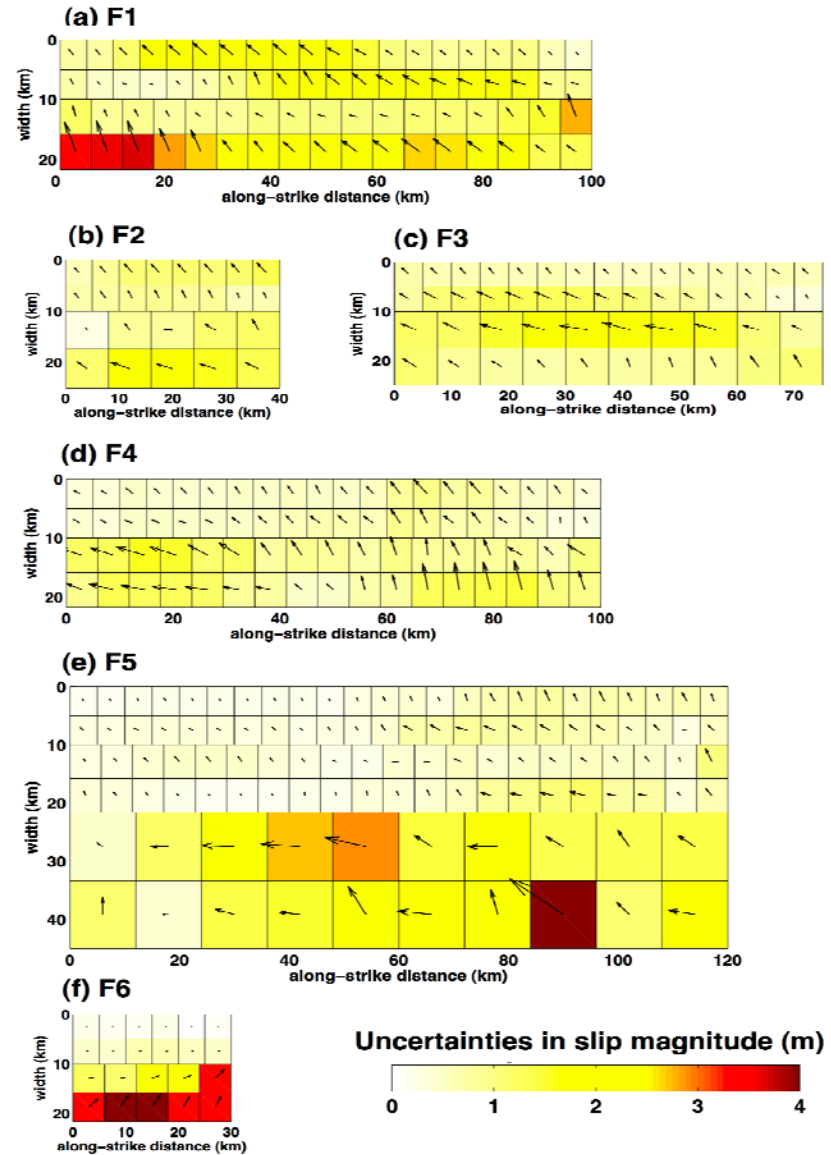 (a) F1
0
10
20
width (km)
0 20 40 60 80 100
along-strike distance (km)
(b) F2
0
10
20
width (km)
0 10 20 30 40
along-strike distance (km)
(c) F3
0
10
20
width (km)
0 10 20 30 40 50 60 70
along-strike distance (km)
(d) F4
0
10
20
width (km)
0 20 40 60 80 100
along-strike distance (km)
(e) F5
0
10
20
30
40
width (km)
0 20 40 60 80 100 120
along-strike distance (km)
(f) F6
0
10
20
width (km)
0 10 20 30
along-strike distance (km)
Uncertainties in slip magnitude (m)
0 1 2 3 4